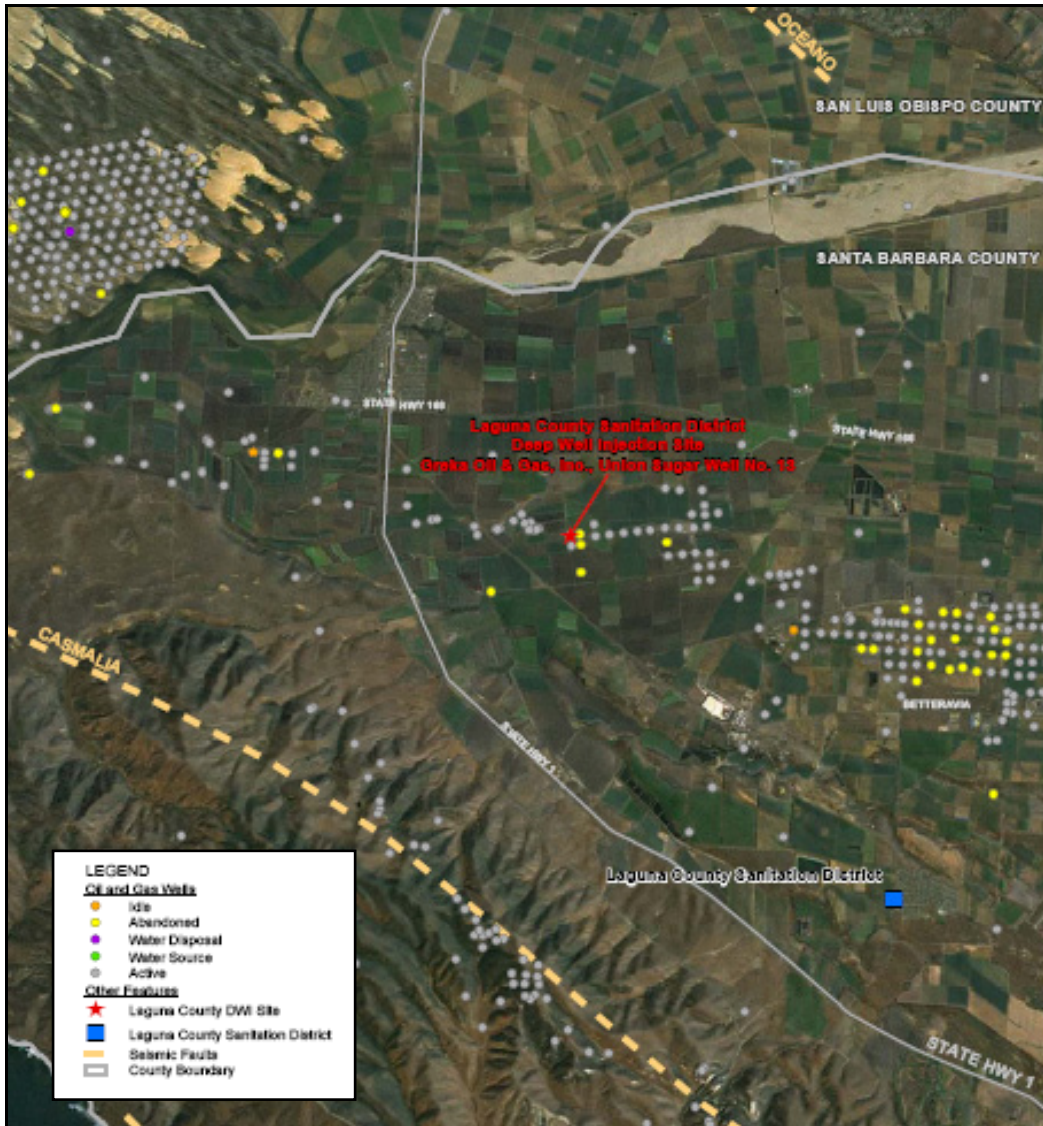 OCEANO
SAN LUIS OBISPO COUNTY
SANTA BARBARA COUNTY
STATE HWY 166
STATE HWY 166
Laguna County Sanitation District
Deep Well Injection Site
Greka Oil & Gas, Inc., Union Sugar Well No. 13
CASMALIA
BETTERAVIA
STATE HWY 1
Laguna County Sanitation District
STATE HWY 1
LEGEND
Oil and Gas Wells
Idle
Abandoned
Water Disposal
Water Source
Active
Other Features
Laguna County DWI Site
Laguna County Sanitation District
Seismic Faults
County Boundary